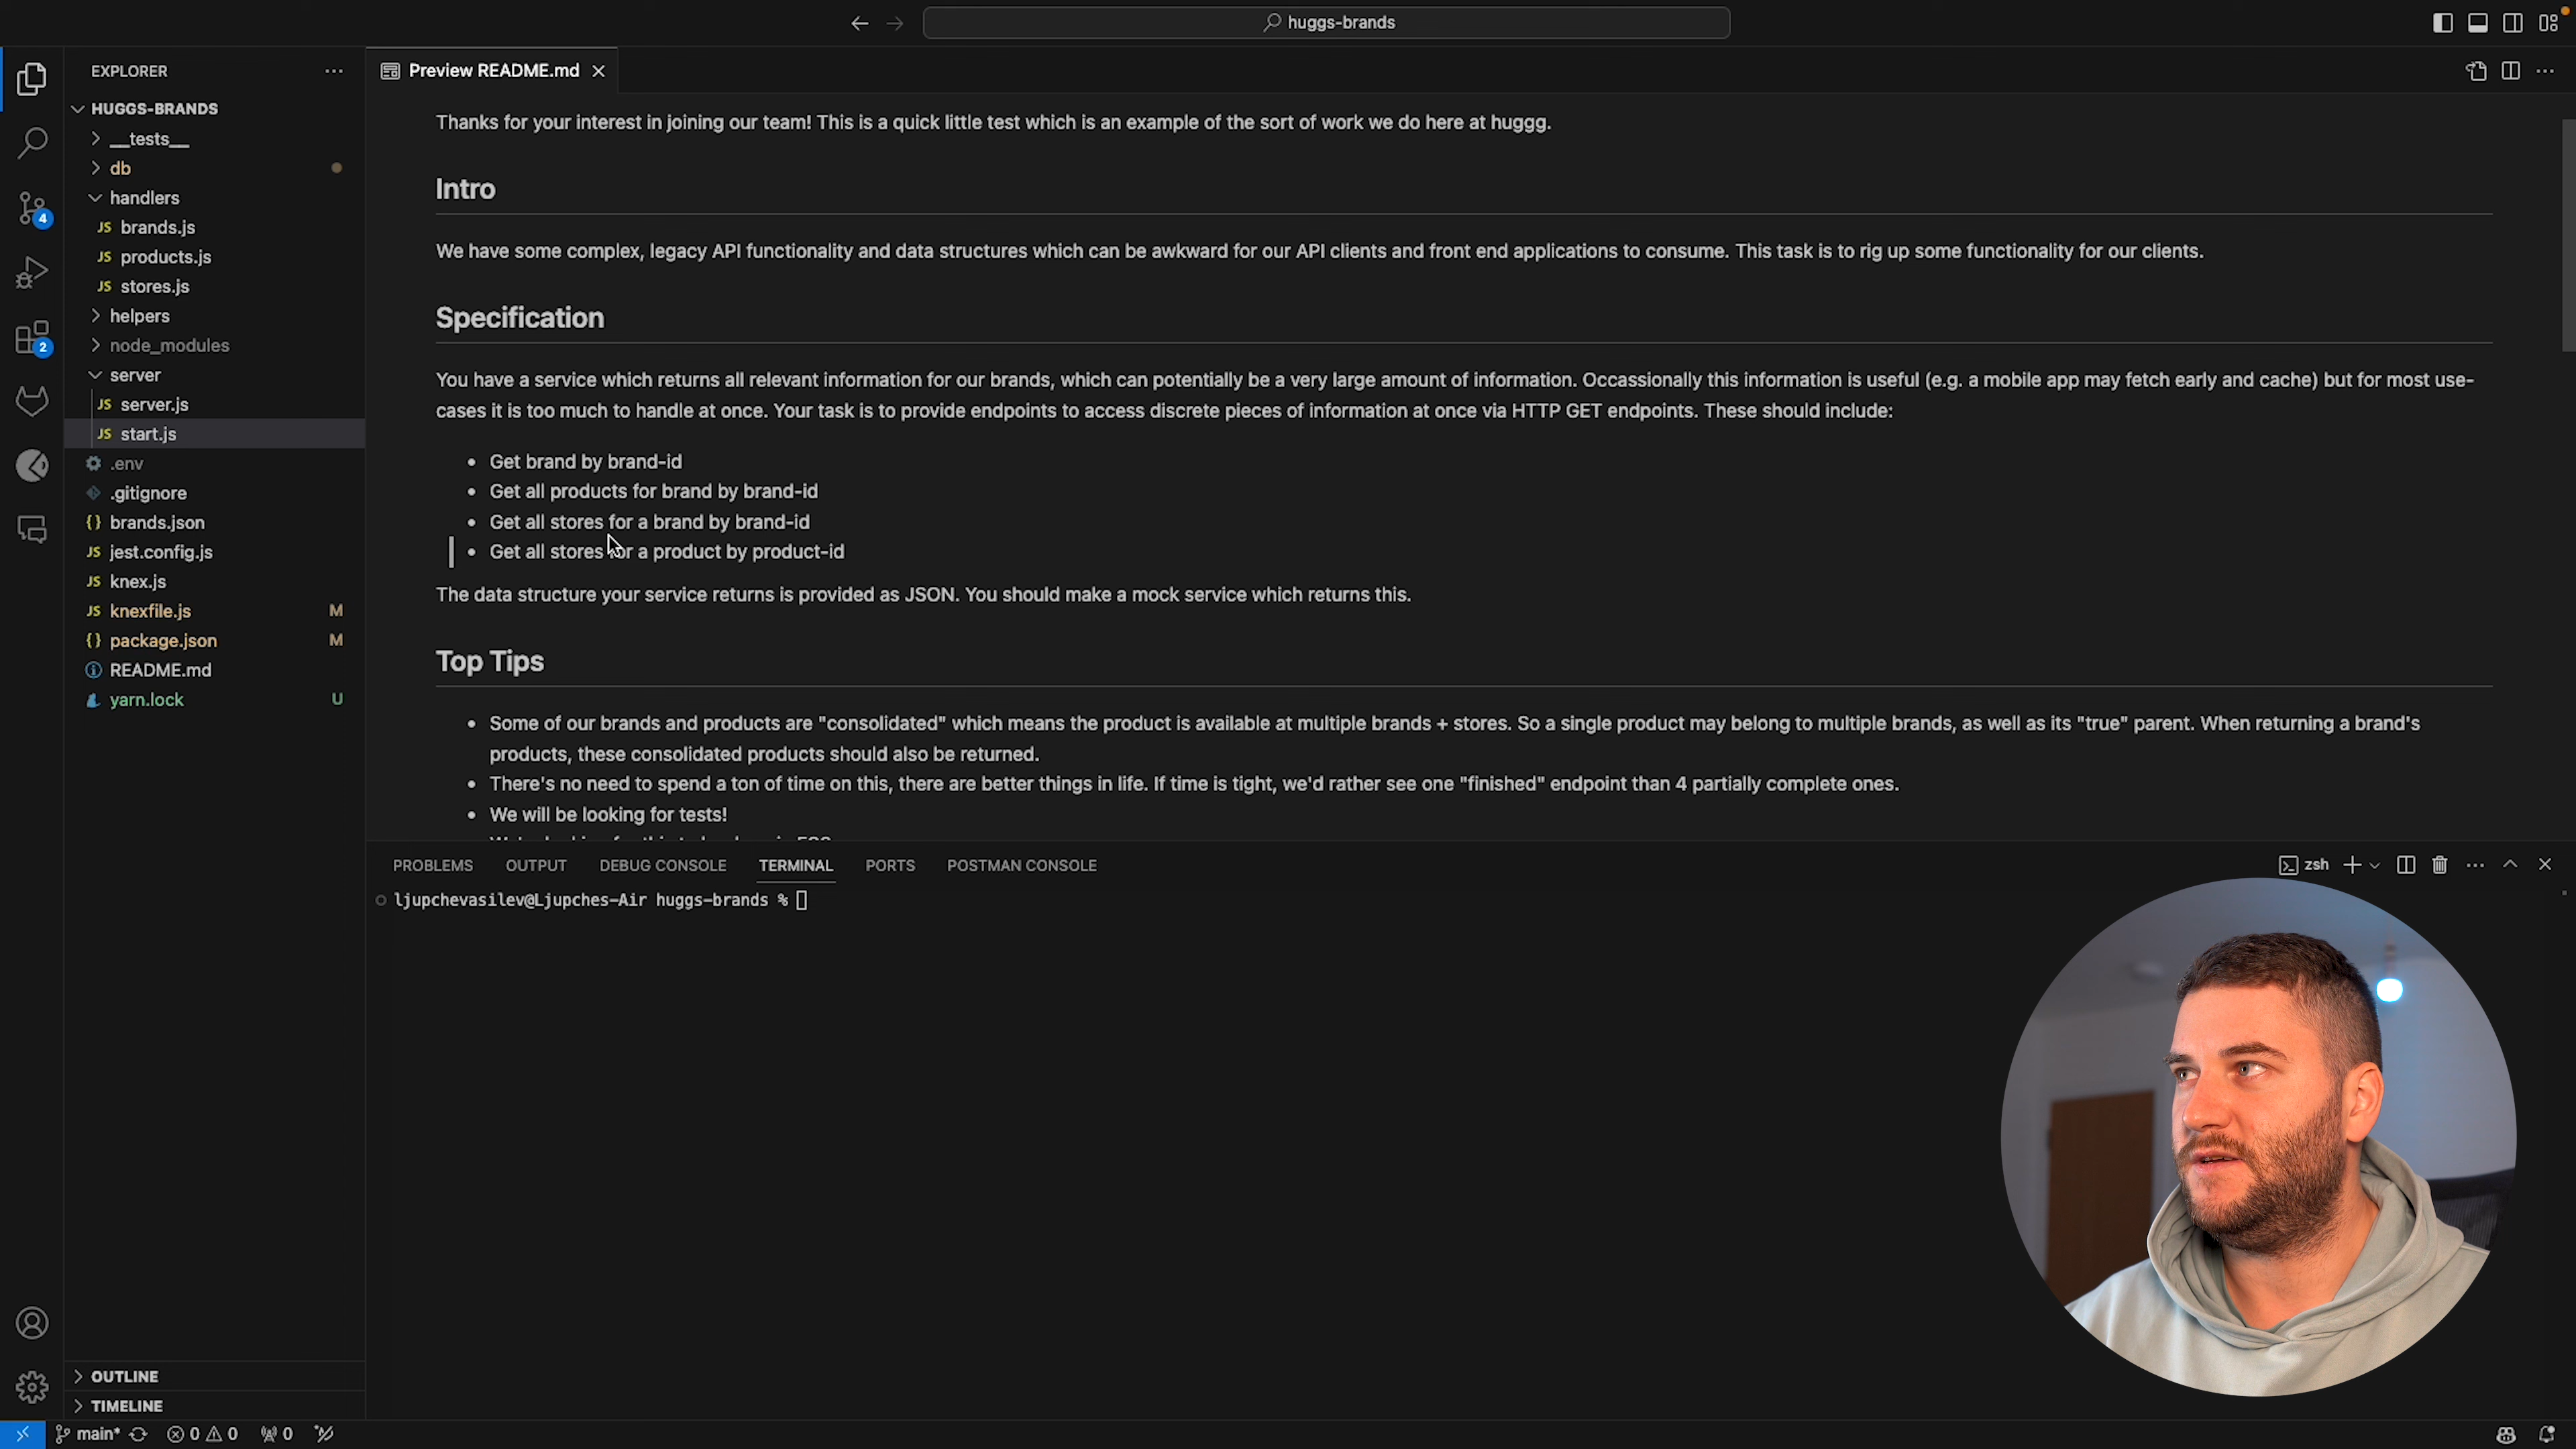 huggs-brands
EXPLORER
Preview README.md
HUGGS-BRANDS
__tests__
db
handlers
JS brands.js
JS products.js
JS stores.js
helpers
node_modules
server
JS server.js
JS start.js
.env
.gitignore
{} brands.json
JS jest.config.js
JS knex.js
JS knexfile.js M
{} package.json M
README.md
yarn.lock U
4
2
Thanks for your interest in joining our team! This is a quick little test which is an example of the sort of work we do here at huggg.
Intro
We have some complex, legacy API functionality and data structures which can be awkward for our API clients and front end applications to consume. This task is to rig up some functionality for our clients.
Specification
You have a service which returns all relevant information for our brands, which can potentially be a very large amount of information. Occassionally this information is useful (e.g. a mobile app may fetch early and cache) but for most use-
cases it is too much to handle at once. Your task is to provide endpoints to access discrete pieces of information at once via HTTP GET endpoints. These should include:
• Get brand by brand-id
• Get all products for brand by brand-id
• Get all stores for a brand by brand-id
• Get all stores for a product by product-id
The data structure your service returns is provided as JSON. You should make a mock service which returns this.
Top Tips
• Some of our brands and products are "consolidated" which means the product is available at multiple brands + stores. So a single product may belong to multiple brands, as well as its "true" parent. When returning a brand's
products, these consolidated products should also be returned.
• There's no need to spend a ton of time on this, there are better things in life. If time is tight, we'd rather see one "finished" endpoint than 4 partially complete ones.
• We will be looking for tests!
PROBLEMS OUTPUT DEBUG CONSOLE TERMINAL PORTS POSTMAN CONSOLE
zsh
ljupchevasilev@Ljupches-Air huggs-brands %
OUTLINE
TIMELINE
main* 0 0 0